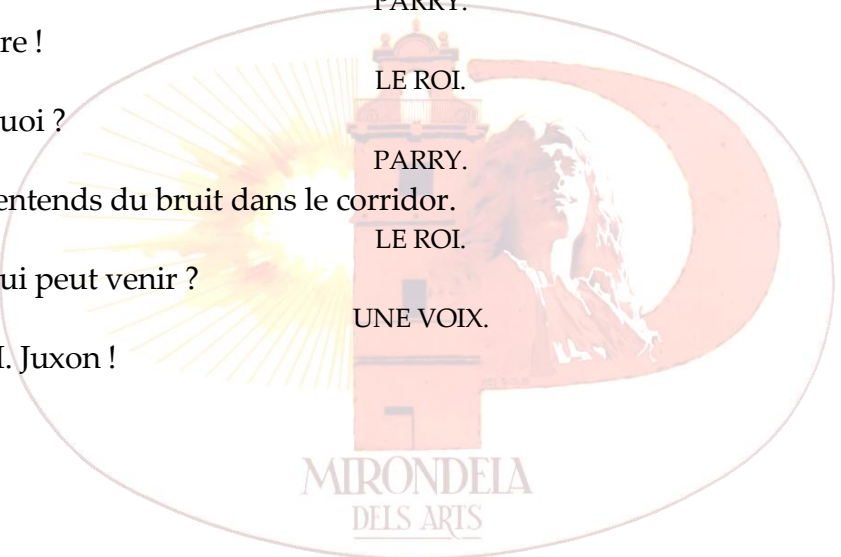 PARRY.
re !
LE ROI.
uoi ?
PARRY.
entends du bruit dans le corridor.
LE ROI.
ui peut venir ?
UNE VOIX.
. Juxon !
MIRONDELA
DELS ARTS